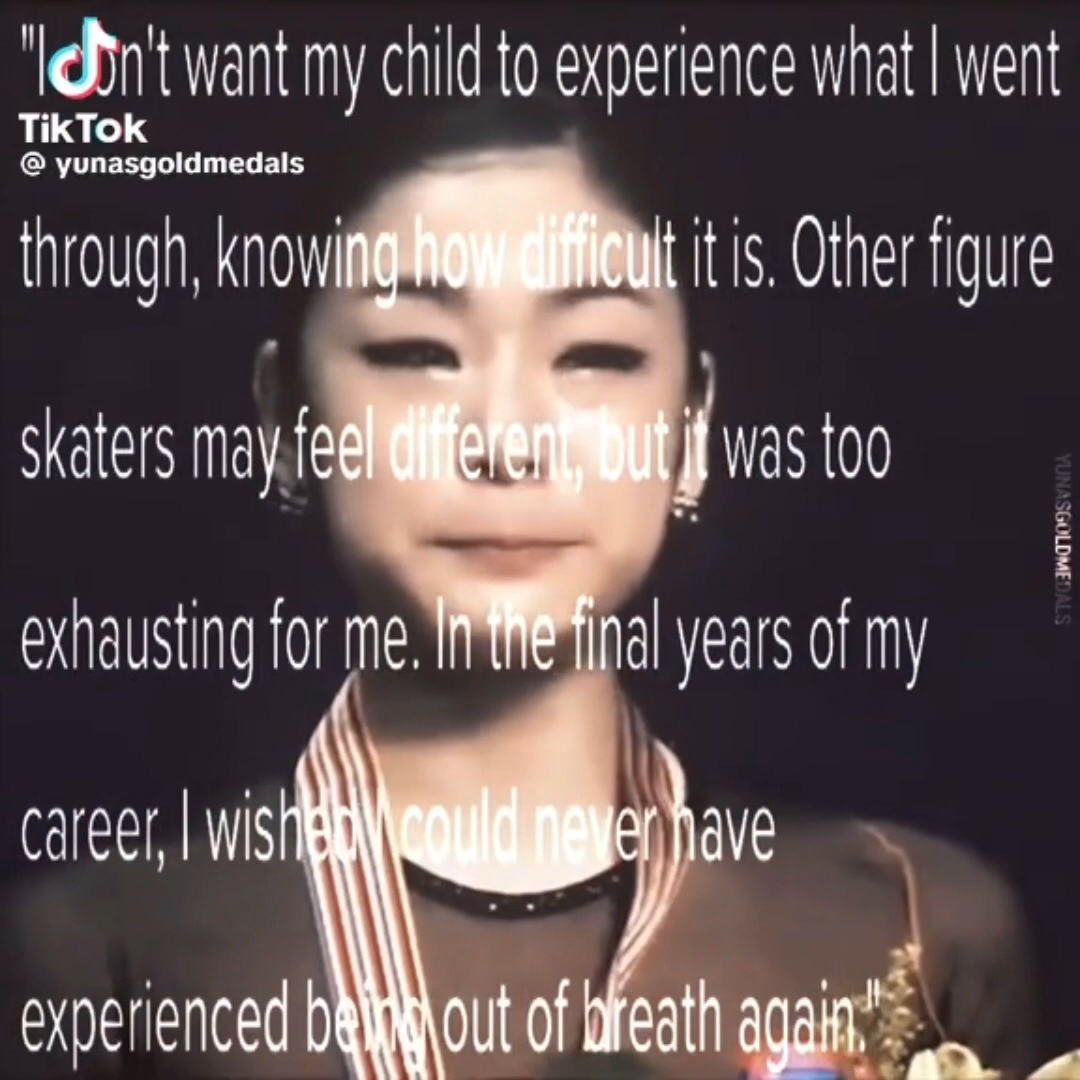 "I don't want my child to experience what I went
TikTok
@ yunasgoldmedals
through, knowing how difficult it is. Other figure
skaters may feel different, but it was too
YUNASGOLDMEDALS
exhausting for me. In the final years of my
career, I wished I could never have
experienced being out of breath again."